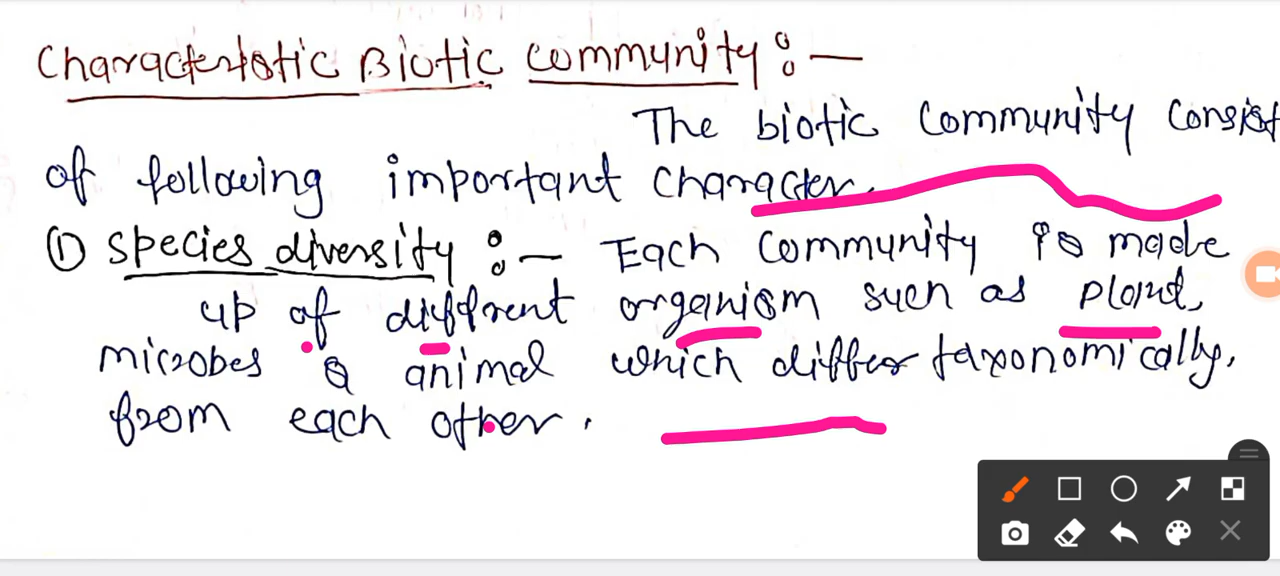 Characteristic Biotic Community :-
The biotic community consist
of following important character.
① Species diversity :- Each community is made
up of different organism such as plant,
microbes & animal which differ taxonomically,
from each other.